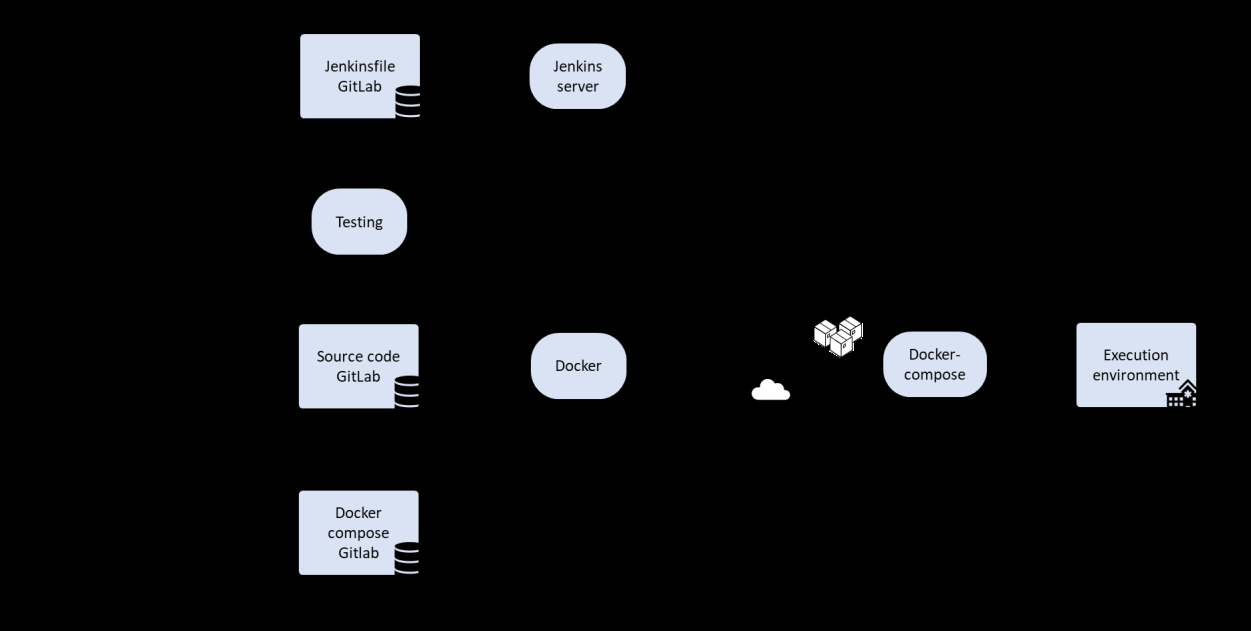 Jenkinsfile
GitLab
Jenkins
server
Testing
Source code
GitLab
Docker
Docker-
compose
Execution
environment
Docker
compose
Gitlab